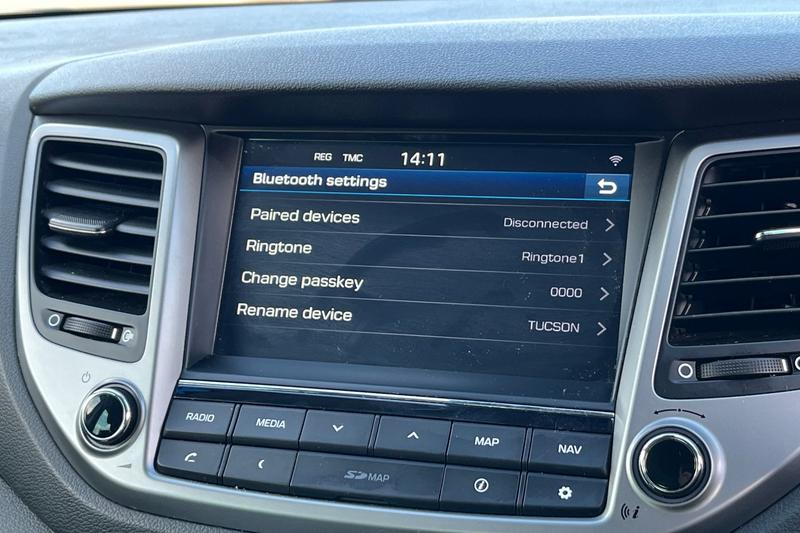 REG TMC 14:11
Bluetooth settings
Paired devices Disconnected
Ringtone Ringtone1
Change passkey 0000
Rename device TUCSON
RADIO MEDIA MAP NAV
SD MAP